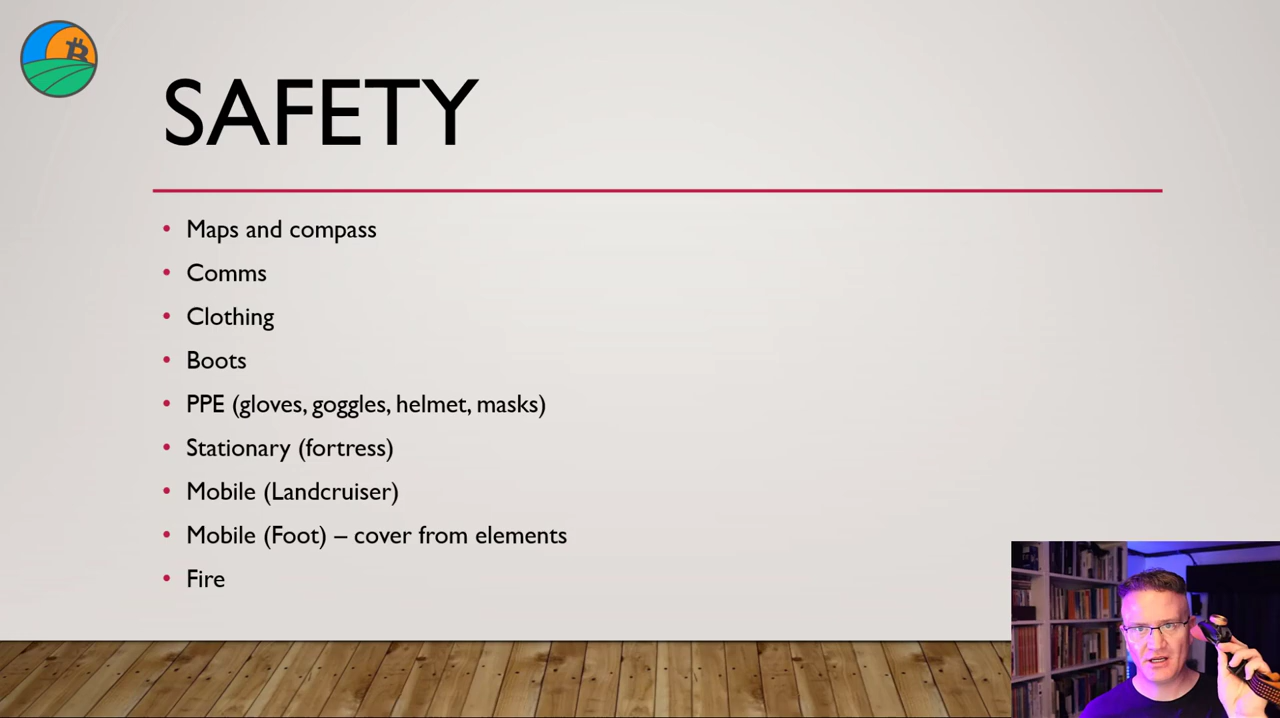 SAFETY
• Maps and compass
• Comms
• Clothing
• Boots
• PPE (gloves, goggles, helmet, masks)
• Stationary (fortress)
• Mobile (Landcruiser)
• Mobile (Foot) – cover from elements
• Fire